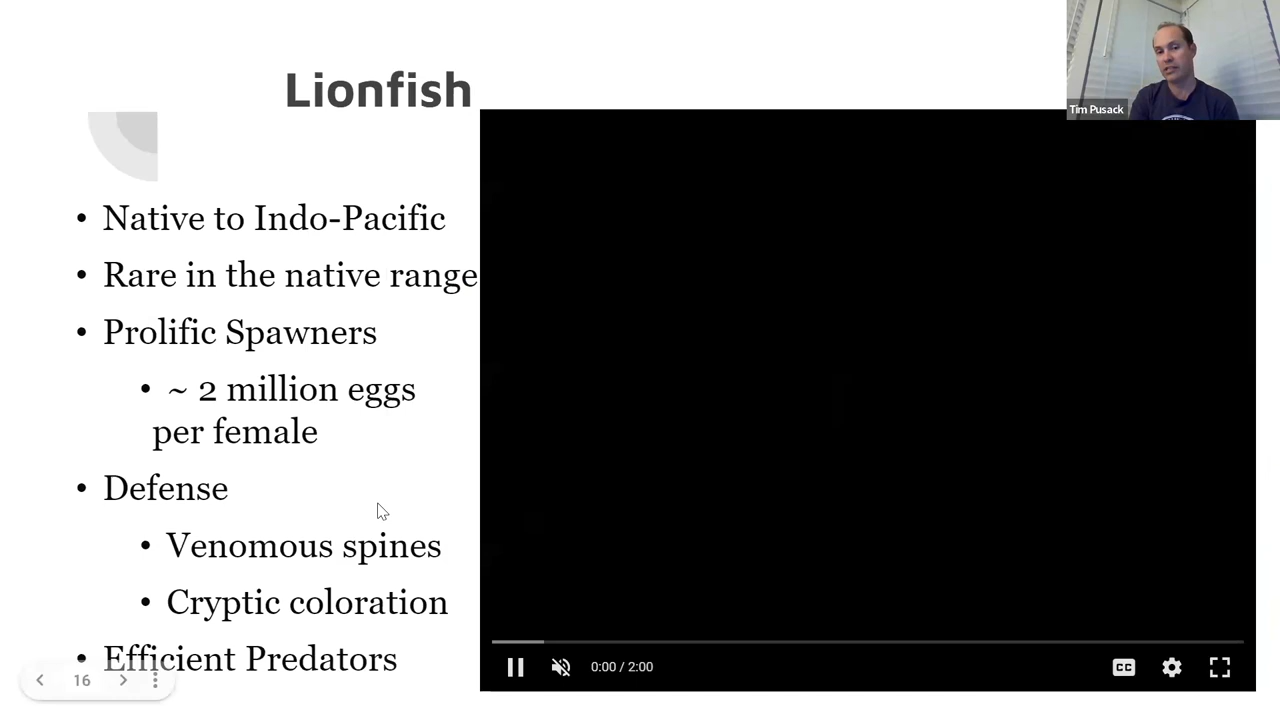 Lionfish
Tim Pusack
• Native to Indo-Pacific
• Rare in the native range
• Prolific Spawners
• ~ 2 million eggs
per female
• Defense
• Venomous spines
• Cryptic coloration
• Efficient Predators
16
0:00 / 2:00
CC